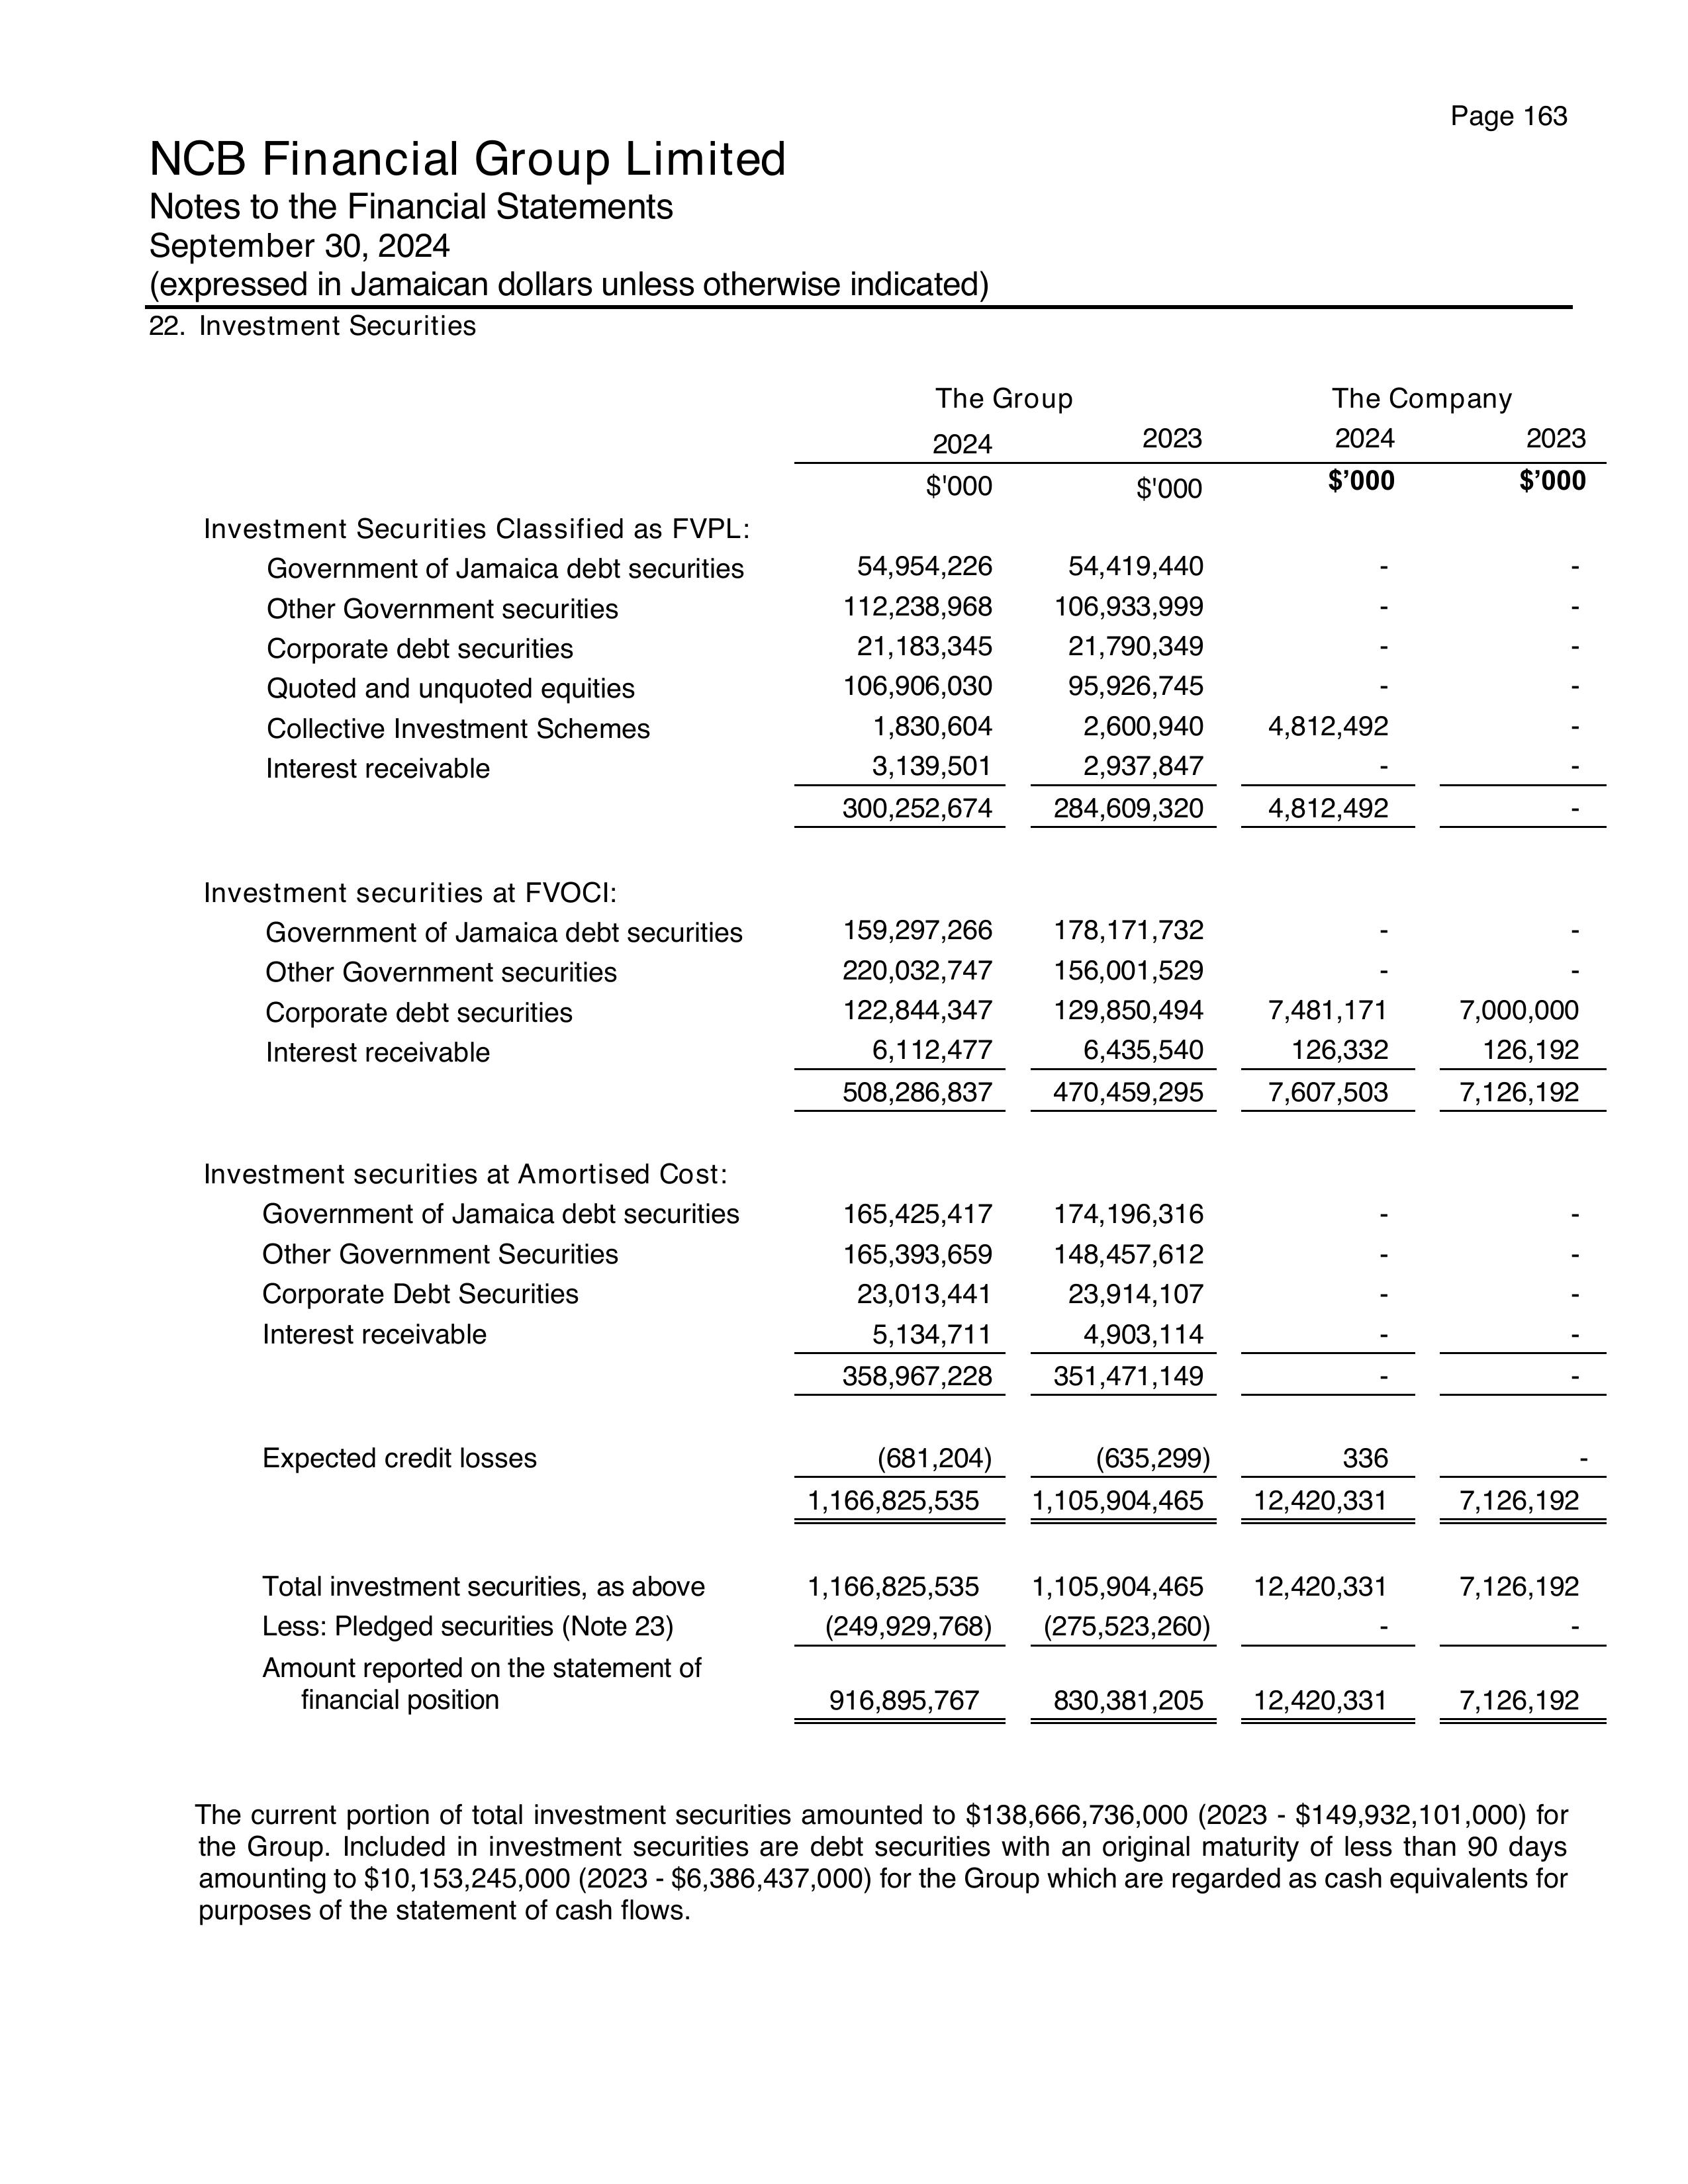 Page 163
NCB Financial Group Limited
Notes to the Financial Statements
September 30, 2024
(expressed in Jamaican dollars unless otherwise indicated)
22. Investment Securities
The Group The Company
2024 2023 2024 2023
$'000 $'000 $’000 $’000
Investment Securities Classified as FVPL:
Government of Jamaica debt securities 54,954,226 54,419,440 - -
Other Government securities 112,238,968 106,933,999 - -
Corporate debt securities 21,183,345 21,790,349 - -
Quoted and unquoted equities 106,906,030 95,926,745 - -
Collective Investment Schemes 1,830,604 2,600,940 4,812,492 -
Interest receivable 3,139,501 2,937,847 - -
300,252,674 284,609,320 4,812,492 -
Investment securities at FVOCI:
Government of Jamaica debt securities 159,297,266 178,171,732 - -
Other Government securities 220,032,747 156,001,529 - -
Corporate debt securities 122,844,347 129,850,494 7,481,171 7,000,000
Interest receivable 6,112,477 6,435,540 126,332 126,192
508,286,837 470,459,295 7,607,503 7,126,192
Investment securities at Amortised Cost:
Government of Jamaica debt securities 165,425,417 174,196,316 - -
Other Government Securities 165,393,659 148,457,612 - -
Corporate Debt Securities 23,013,441 23,914,107 - -
Interest receivable 5,134,711 4,903,114 - -
358,967,228 351,471,149 - -
Expected credit losses (681,204) (635,299) 336 -
1,166,825,535 1,105,904,465 12,420,331 7,126,192
Total investment securities, as above 1,166,825,535 1,105,904,465 12,420,331 7,126,192
Less: Pledged securities (Note 23) (249,929,768) (275,523,260) - -
Amount reported on the statement of
financial position 916,895,767 830,381,205 12,420,331 7,126,192
The current portion of total investment securities amounted to $138,666,736,000 (2023 - $149,932,101,000) for
the Group. Included in investment securities are debt securities with an original maturity of less than 90 days
amounting to $10,153,245,000 (2023 - $6,386,437,000) for the Group which are regarded as cash equivalents for
purposes of the statement of cash flows.